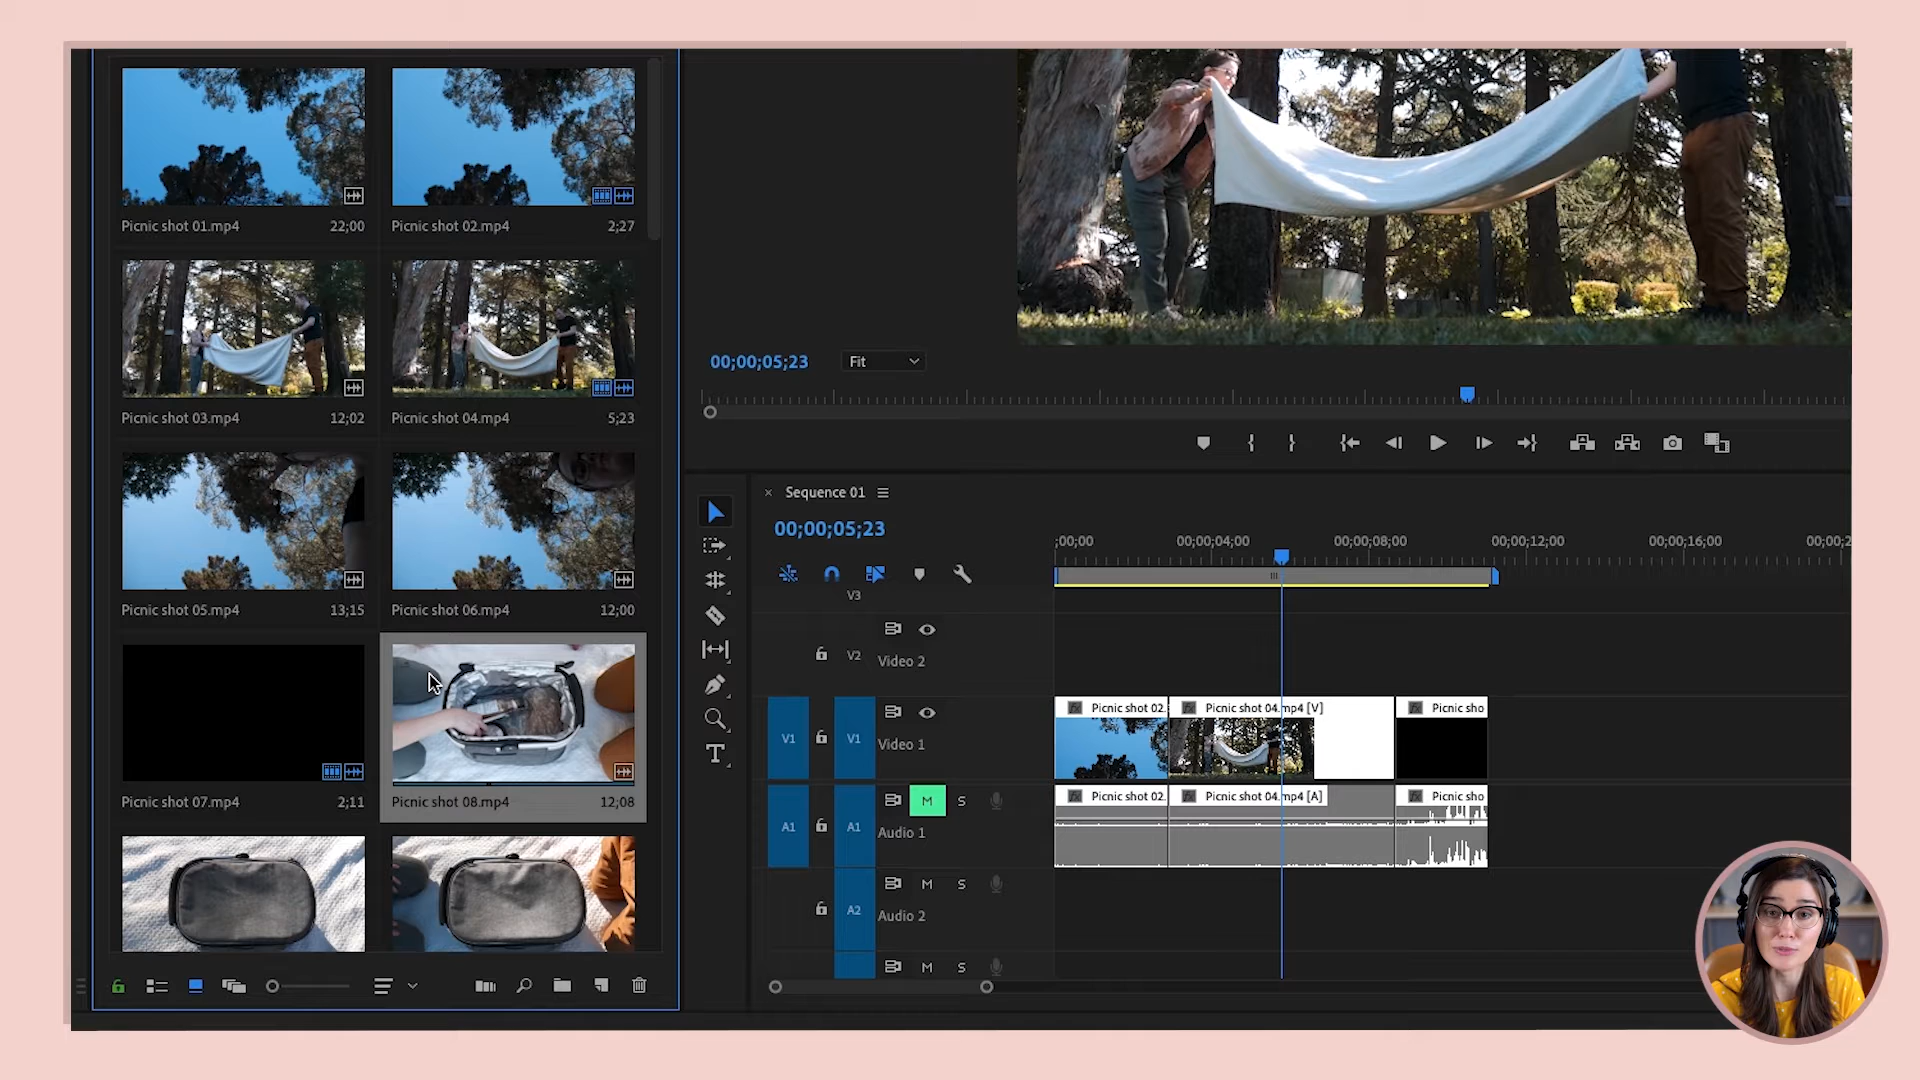 Picnic shot 01.mp4 22;00
Picnic shot 02.mp4 2;27
Picnic shot 03.mp4 12;02
Picnic shot 04.mp4 5;23
Picnic shot 05.mp4 13;15
Picnic shot 06.mp4 12;00
Picnic shot 07.mp4 2;11
Picnic shot 08.mp4 12;08
00;00;05;23 Fit
× Sequence 01
00;00;05;23
;00;00 00;00;04;00 00;00;08;00 00;00;12;00 00;00;16;00 00;00;2
V3
V2 Video 2
Picnic shot 02. Picnic shot 04.mp4 [V] Picnic sho
V1 V1 Video 1
Picnic shot 02. Picnic shot 04.mp4 [A] Picnic sho
M S
A1 A1 Audio 1
M S
A2 Audio 2
M S
T